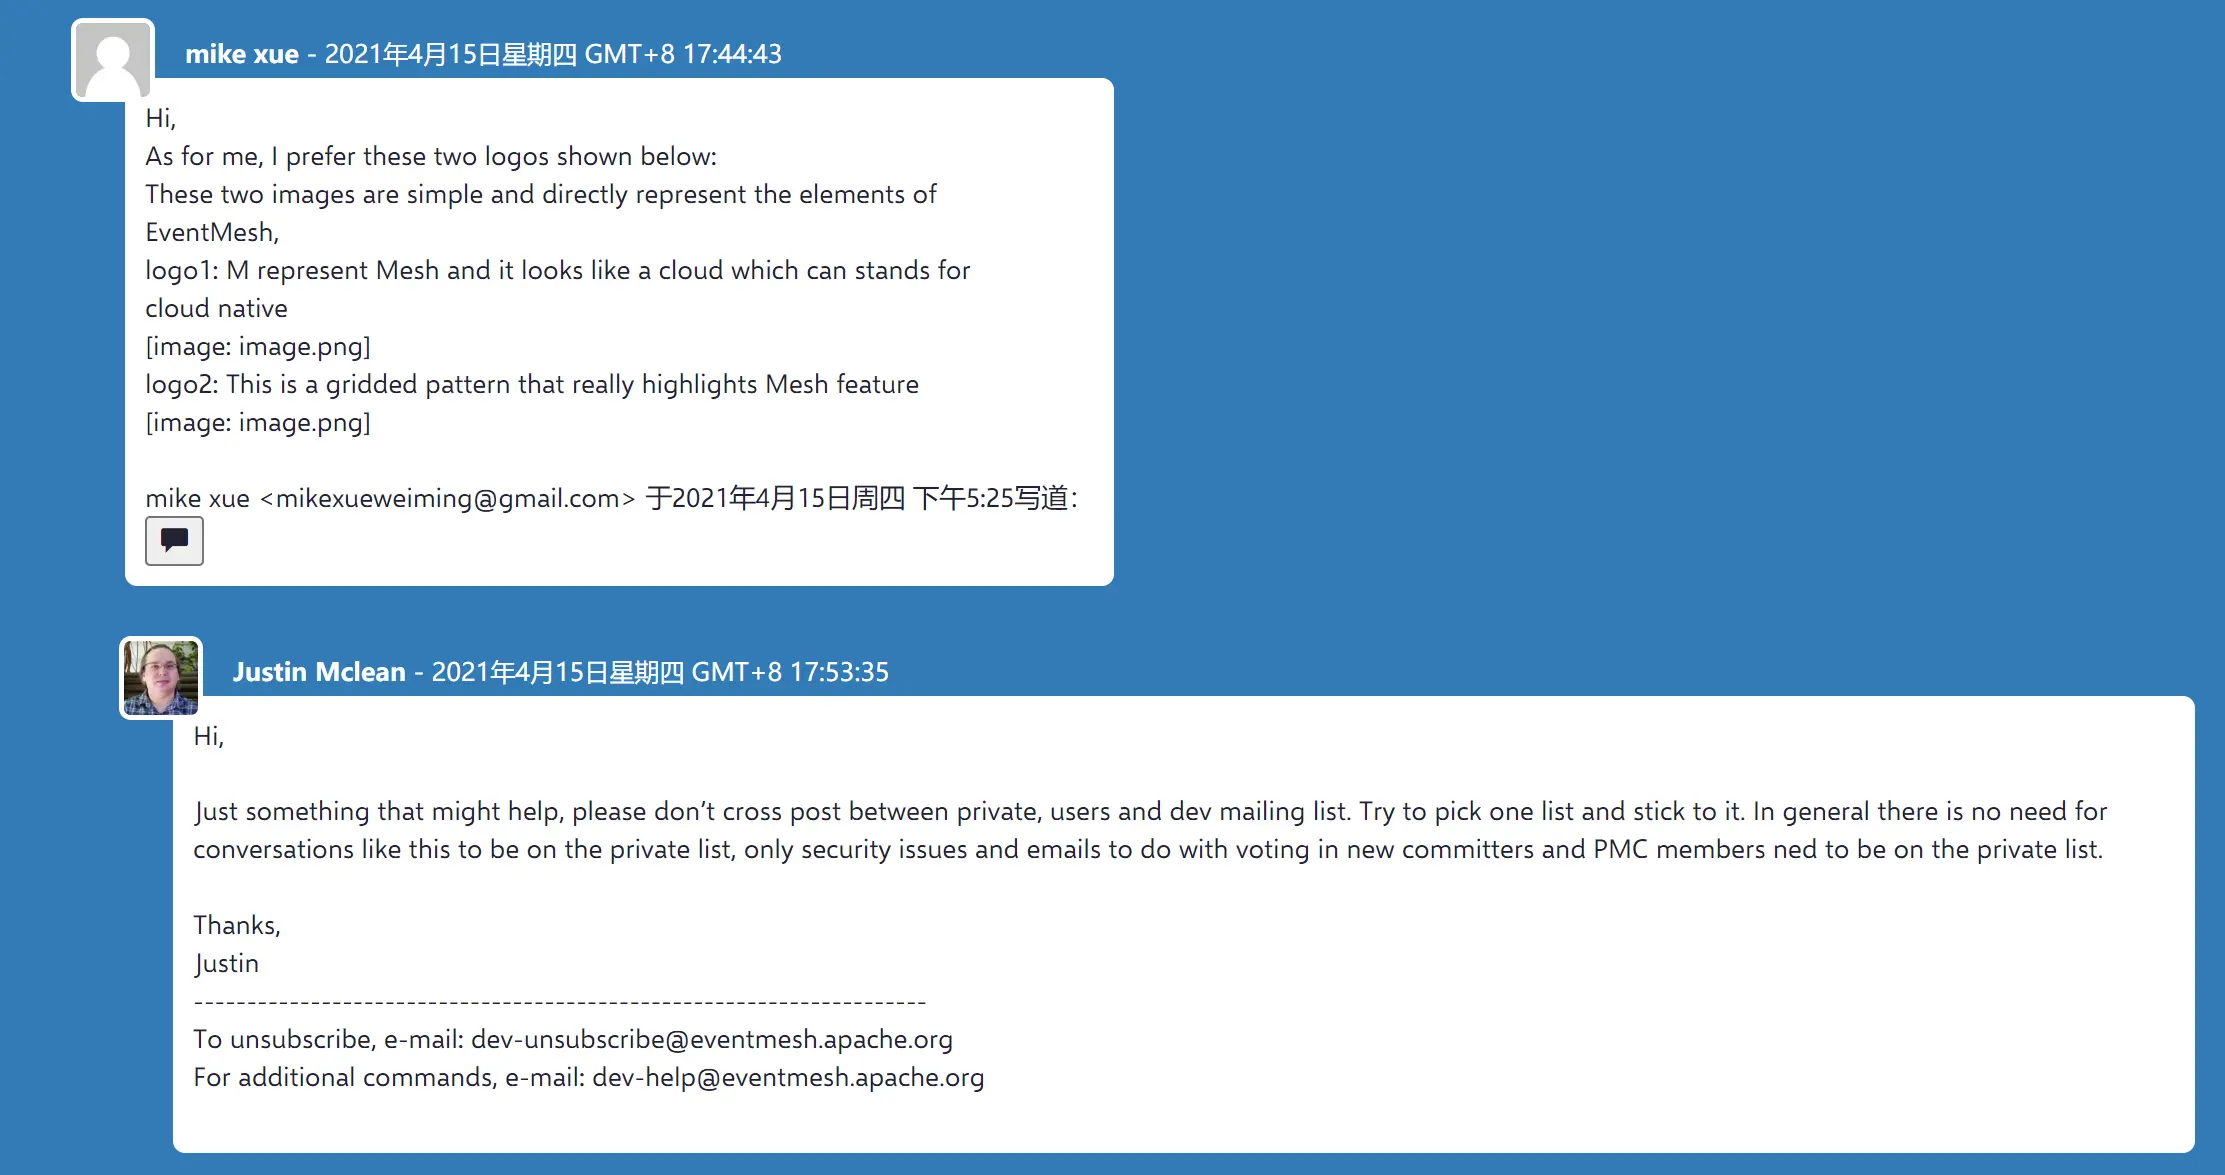 mike xue - 2021年4月15日星期四 GMT+8 17:44:43
Hi,
As for me, I prefer these two logos shown below:
These two images are simple and directly represent the elements of
EventMesh,
logo1: M represent Mesh and it looks like a cloud which can stands for
cloud native
[image: image.png]
logo2: This is a gridded pattern that really highlights Mesh feature
[image: image.png]
mike xue <mikexueweiming@gmail.com> 于2021年4月15日周四 下午5:25写道：
Justin Mclean - 2021年4月15日星期四 GMT+8 17:53:35
Hi,
Just something that might help, please don’t cross post between private, users and dev mailing list. Try to pick one list and stick to it. In general there is no need for
conversations like this to be on the private list, only security issues and emails to do with voting in new committers and PMC members ned to be on the private list.
Thanks,
Justin
---------------------------------------------------------------------
To unsubscribe, e-mail: dev-unsubscribe@eventmesh.apache.org
For additional commands, e-mail: dev-help@eventmesh.apache.org